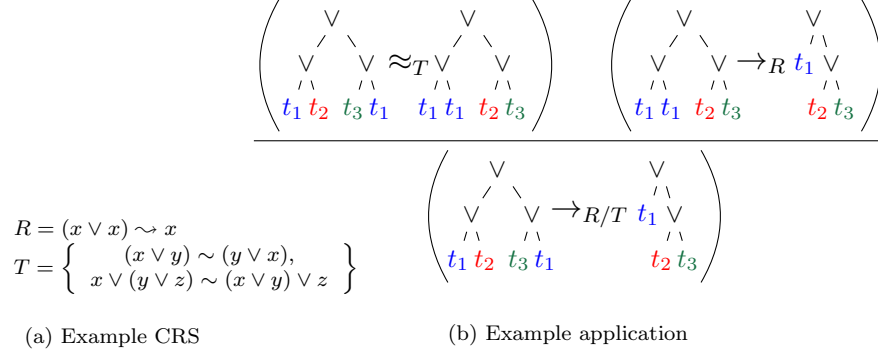 ∨ ∨ ∨ ∨
∨ ∨ ≈T ∨ ∨ ∨ ∨ →R t1 ∨
t1 t2 t3 t1 t1 t1 t2 t3 t1 t1 t2 t3 t2 t3
∨ ∨
∨ ∨ →R/T t1 ∨
t1 t2 t3 t1 t2 t3
R = (x ∨ x) ⇝ x
T = { (x ∨ y) ∼ (y ∨ x),
x ∨ (y ∨ z) ∼ (x ∨ y) ∨ z }
(a) Example CRS
(b) Example application